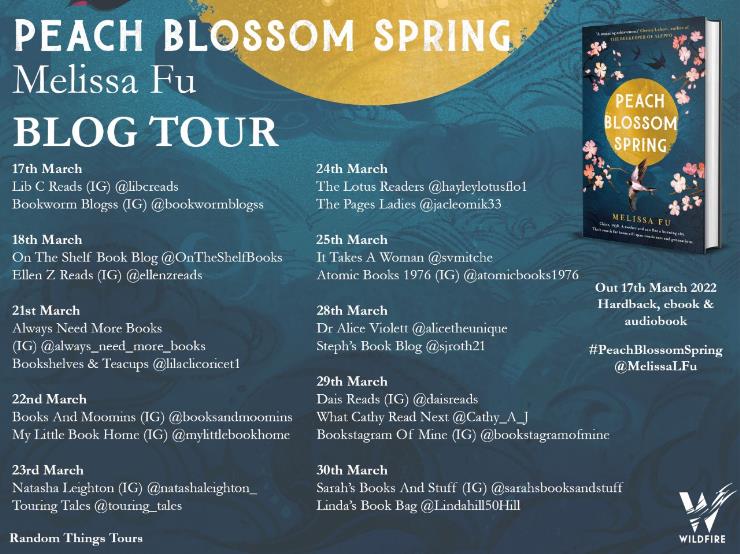 PEACH BLOSSOM SPRING
Melissa Fu
BLOG TOUR
17th March
Lib C Reads (IG) @libcreads
Bookworm Blogss (IG) @bookwormblogss
18th March
On The Shelf Book Blog @OnTheShelfBooks
Ellen Z Reads (IG) @ellenzreads
21st March
Always Need More Books
(IG) @always_need_more_books
Bookshelves & Teacups @lilaclicoricet1
22nd March
Books And Moomins (IG) @booksandmoomins
My Little Book Home (IG) @mylittlebookhome
23rd March
Natasha Leighton (IG) @natashaleighton_
Touring Tales @touring_tales
Random Things Tours
24th March
The Lotus Readers @hayleylotusflo1
The Pages Ladies @jacleomik33
25th March
It Takes A Woman @svmitche
Atomic Books 1976 (IG) @atomicbooks1976
28th March
Dr Alice Violett @alicetheunique
Steph's Book Blog @sjroth21
29th March
Dais Reads (IG) @daisreads
What Cathy Read Next @Cathy_A_J
Bookstagram Of Mine (IG) @bookstagramofmine
30th March
Sarah's Books And Stuff (IG) @sarahsbooksandstuff
Linda's Book Bag @Lindahill50Hill
PEACH
BLOSSOM
SPRING
MELISSA FU
Out 17th March 2022
Hardback, ebook &
audiobook
#PeachBlossomSpring
@MelissaLFu
WILDFIRE